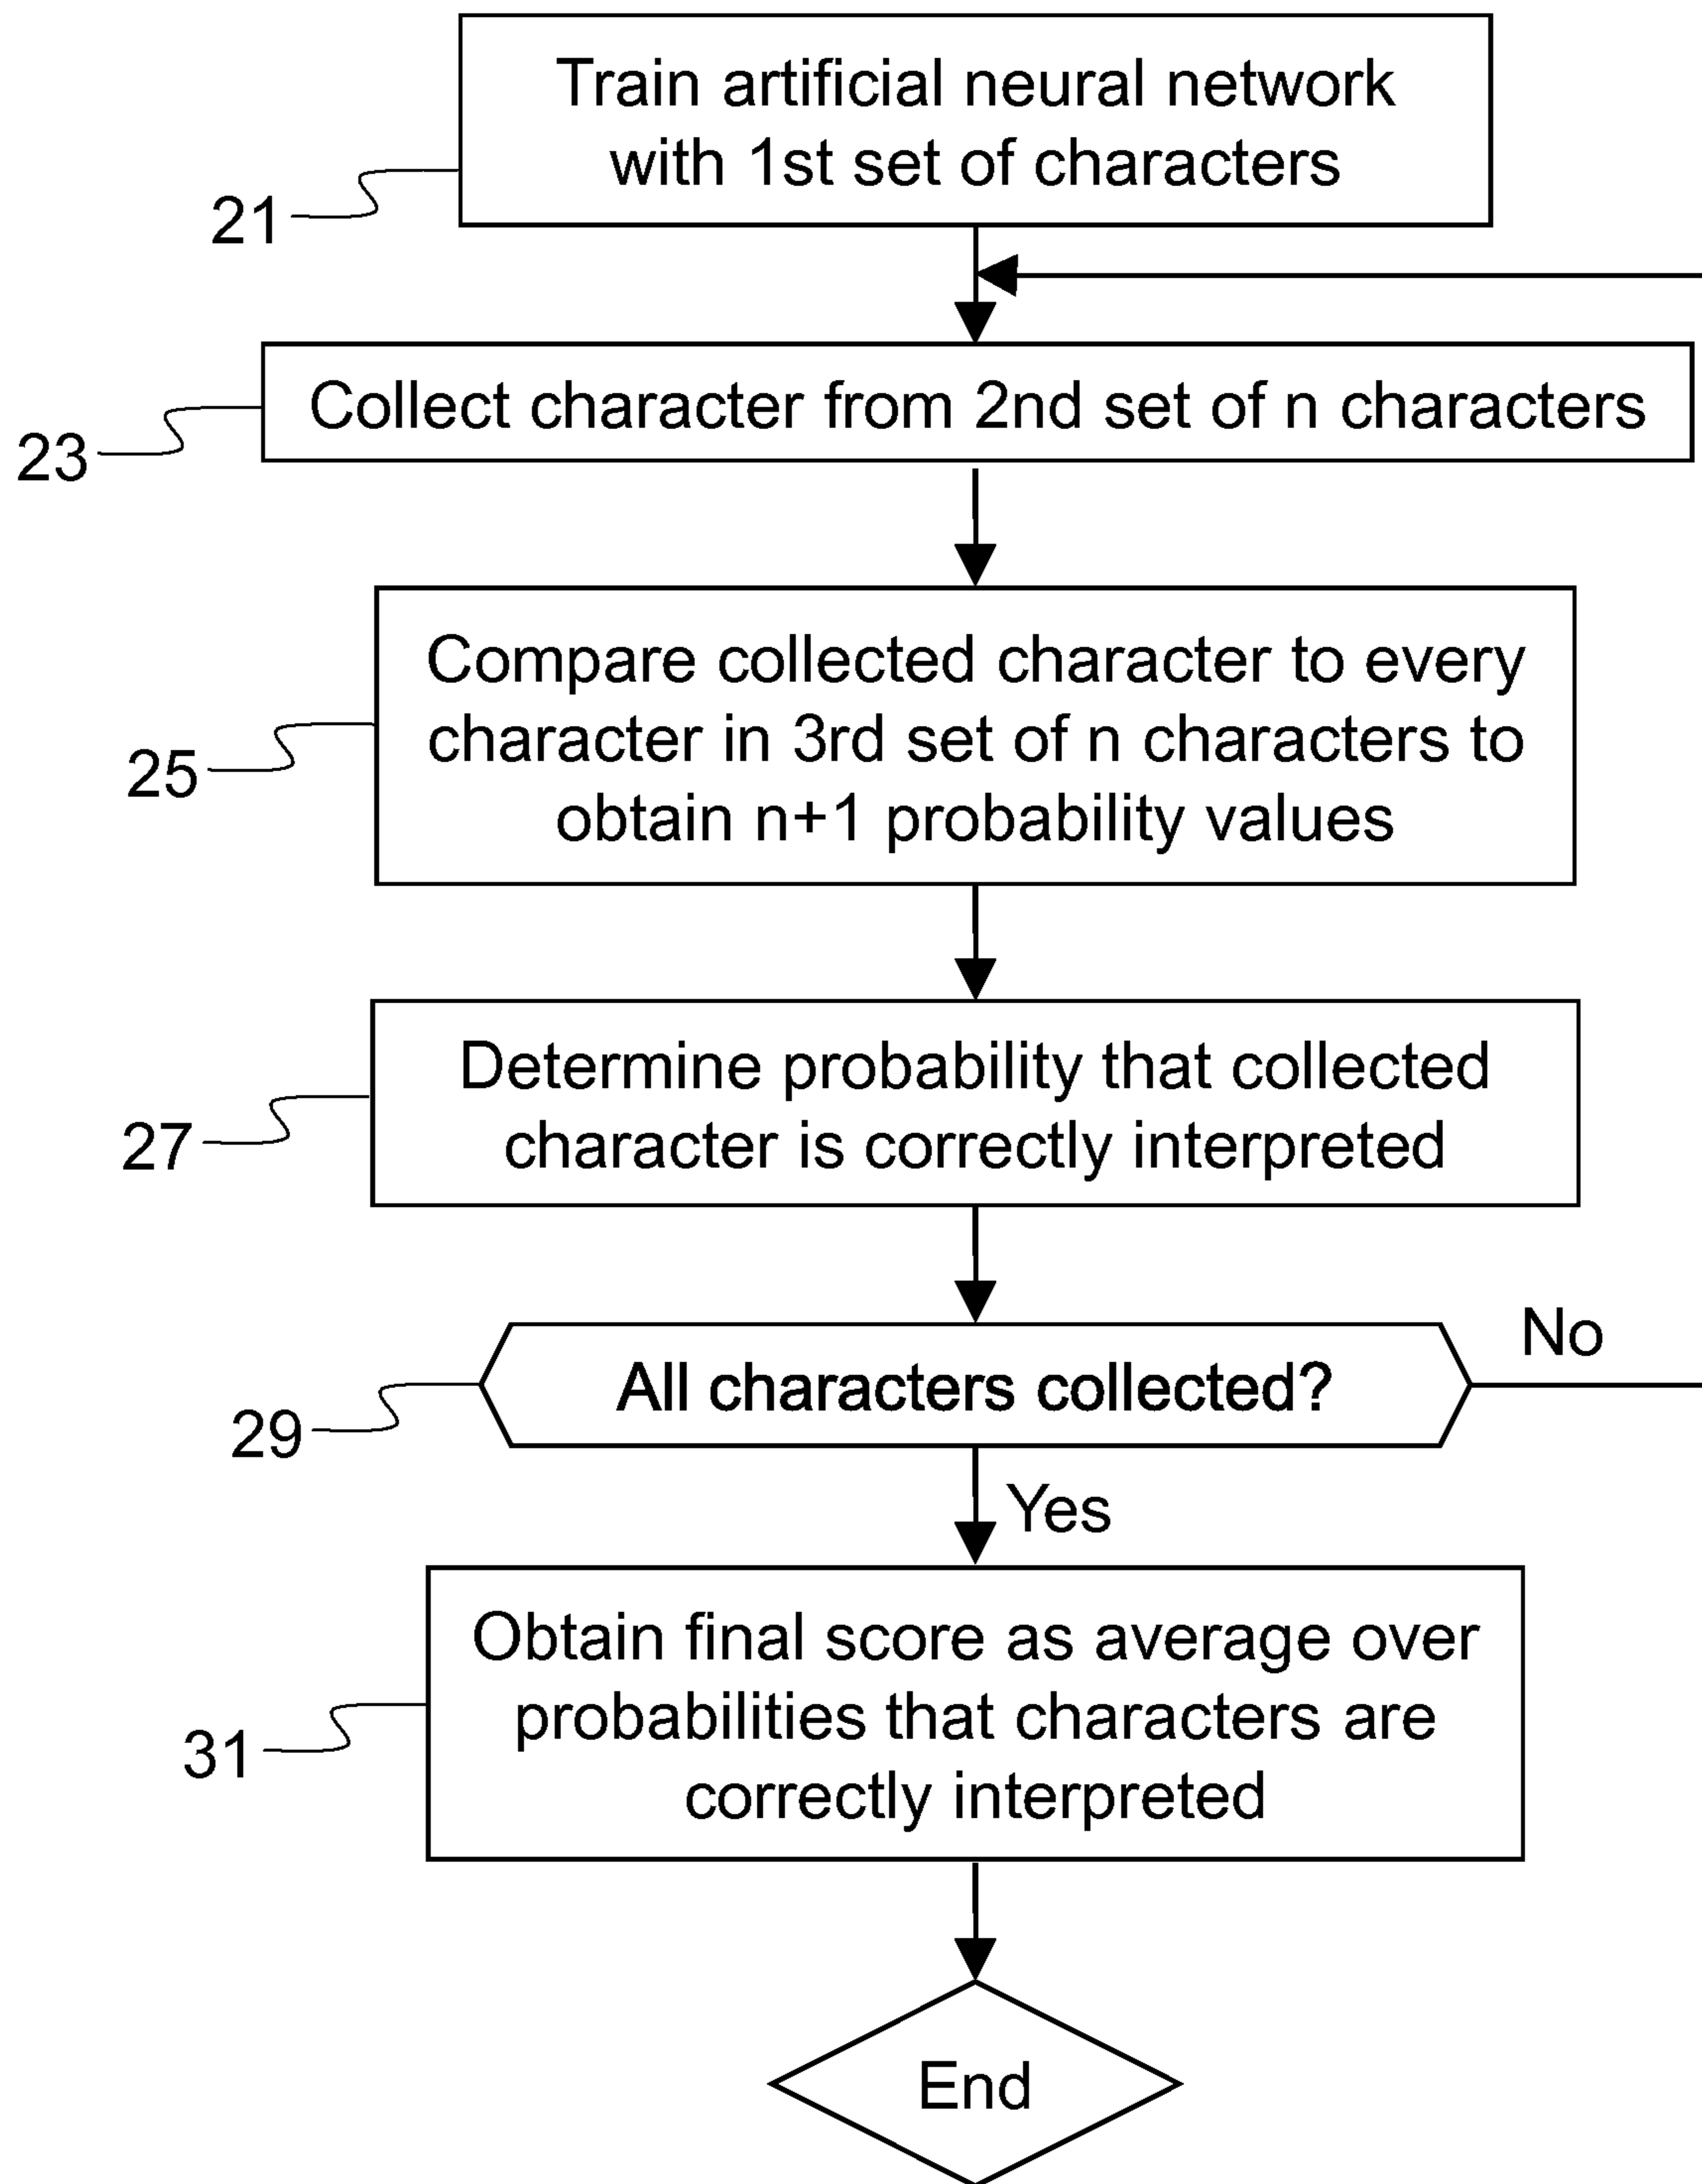 Train artificial neural network
with 1st set of characters
21
Collect character from 2nd set of n characters
23
Compare collected character to every
character in 3rd set of n characters to
obtain n+1 probability values
25
Determine probability that collected
character is correctly interpreted
27
All characters collected?
No
29
Yes
Obtain final score as average over
probabilities that characters are
correctly interpreted
31
End